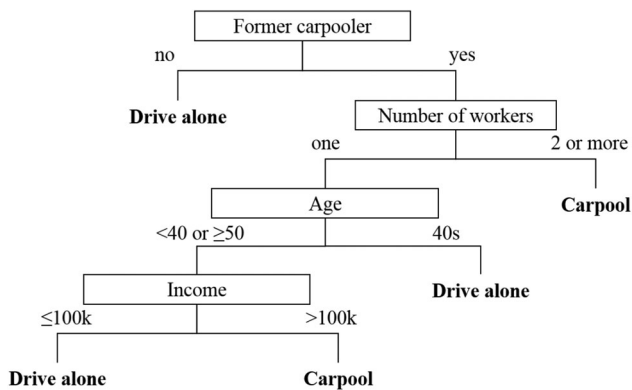 Former carpooler
no
yes
Drive alone
Number of workers
one
2 or more
Age
Carpool
<40 or ≥50
40s
Income
Drive alone
≤100k
>100k
Drive alone
Carpool